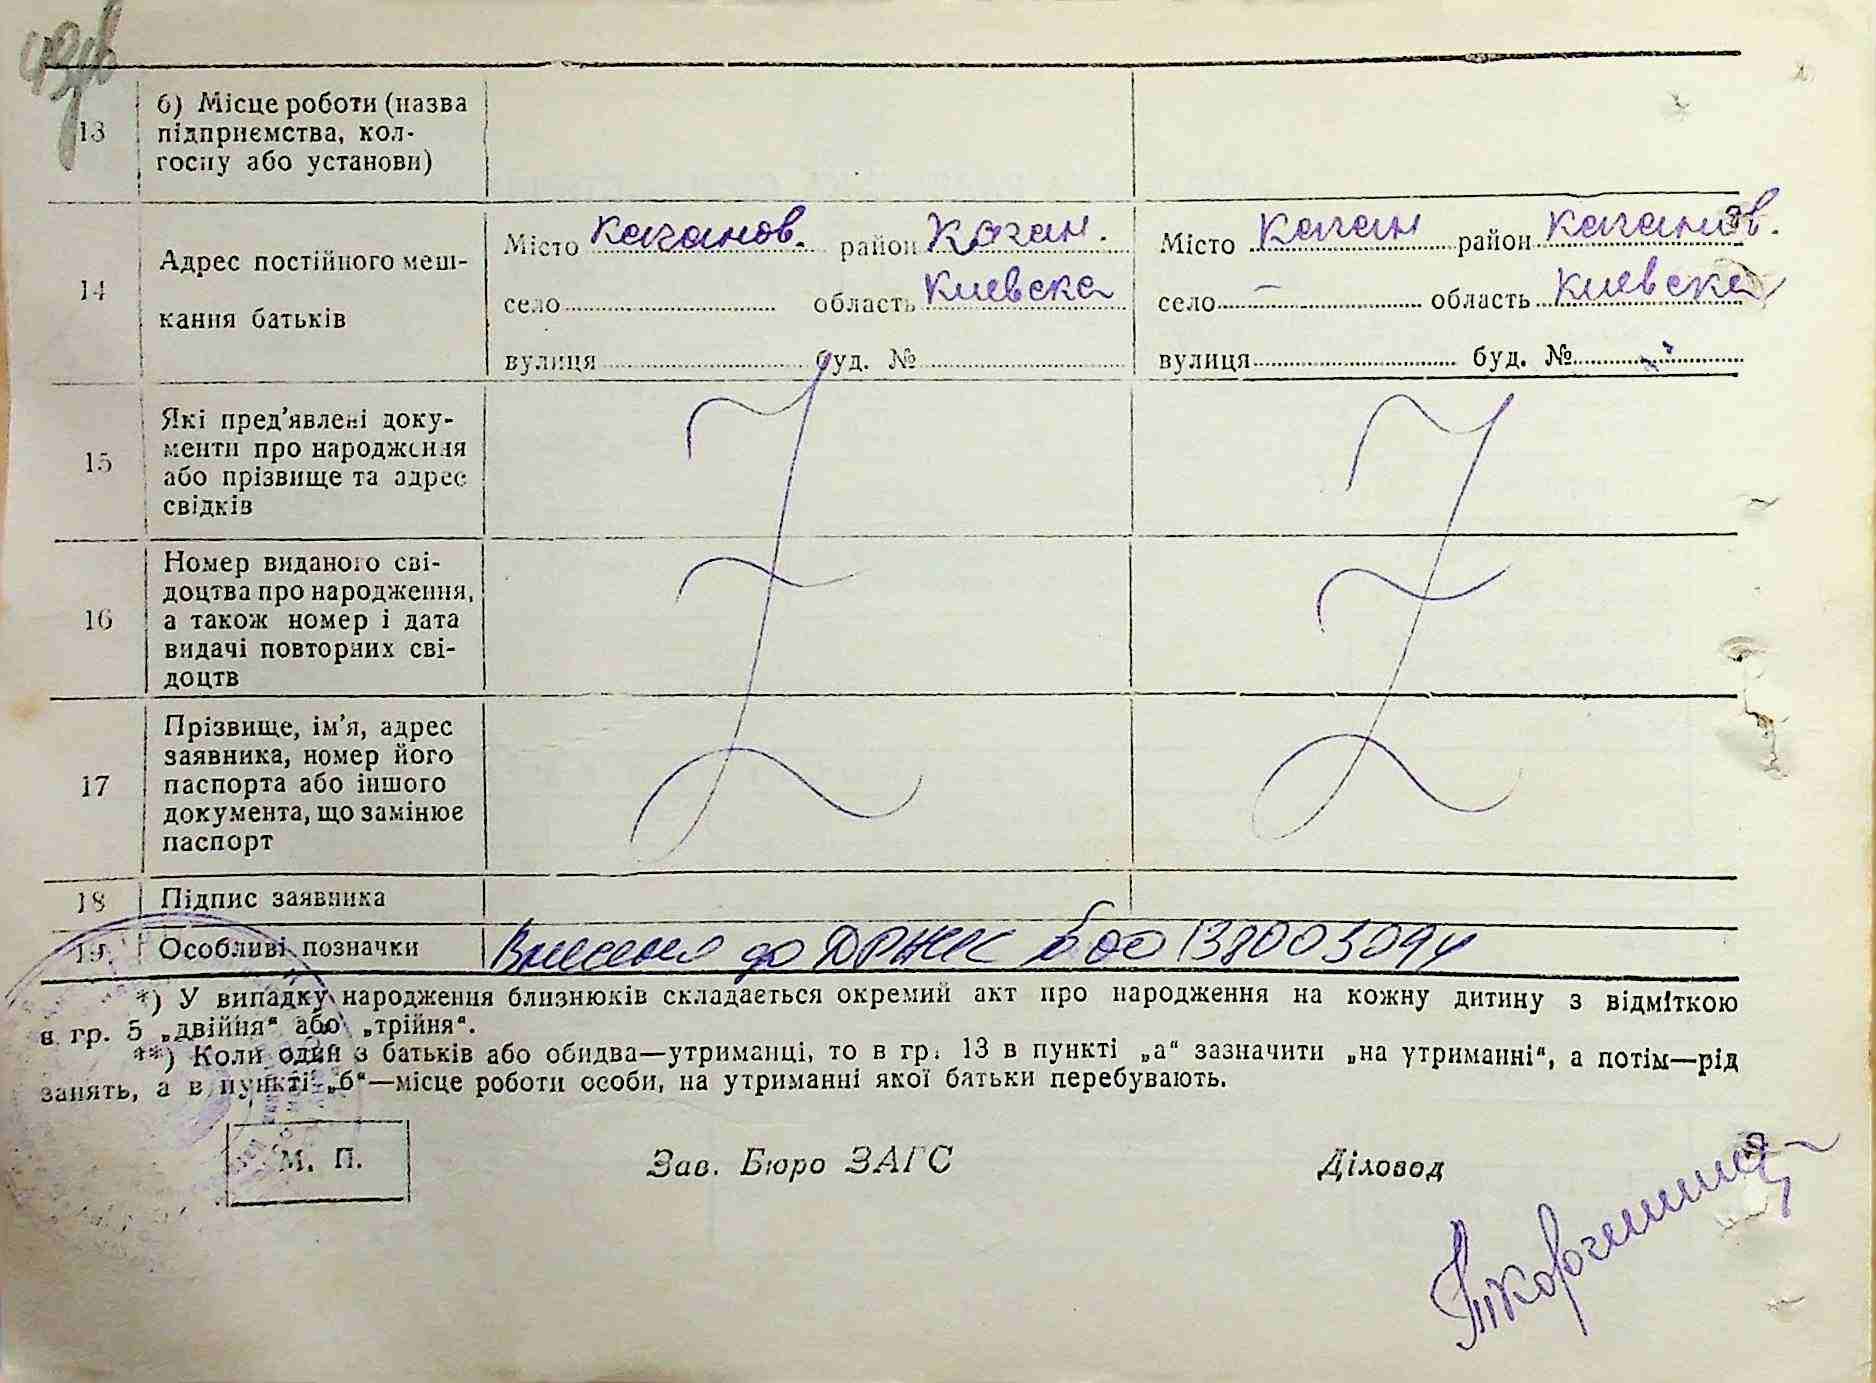 13 б) Місце роботи (назва
підприємства, кол-
госпу або установи)
14 Адрес постійного меш-
кання батьків
Місто Каганов. район Каган.
село область Киевска
вулиця буд. №
Місто Каган район Каганов.
село — область Киевска
вулиця буд. №
15 Які пред'явлені доку-
менти про народження
або прізвище та адрес
свідків
16 Номер виданого сві-
доцтва про народження,
а також номер і дата
видачі повторних сві-
доцтв
17 Прізвище, ім'я, адрес
заявника, номер його
паспорта або іншого
документа, що замінює
паспорт
18 Підпис заявника
19 Особливі позначки Внесено до ДРНК
*) У випадку народження близнюків складається окремий акт про народження на кожну дитину з відміткою
в гр. 5 „двійня" або „трійня".
**) Коли один з батьків або обидва—утриманці, то в гр. 13 в пункті „а" зазначити „на утриманні", а потім—рід
занять, а в пункті „б"—місце роботи особи, на утриманні якої батьки перебувають.
М. П. Зав. Бюро ЗАГС Діловод